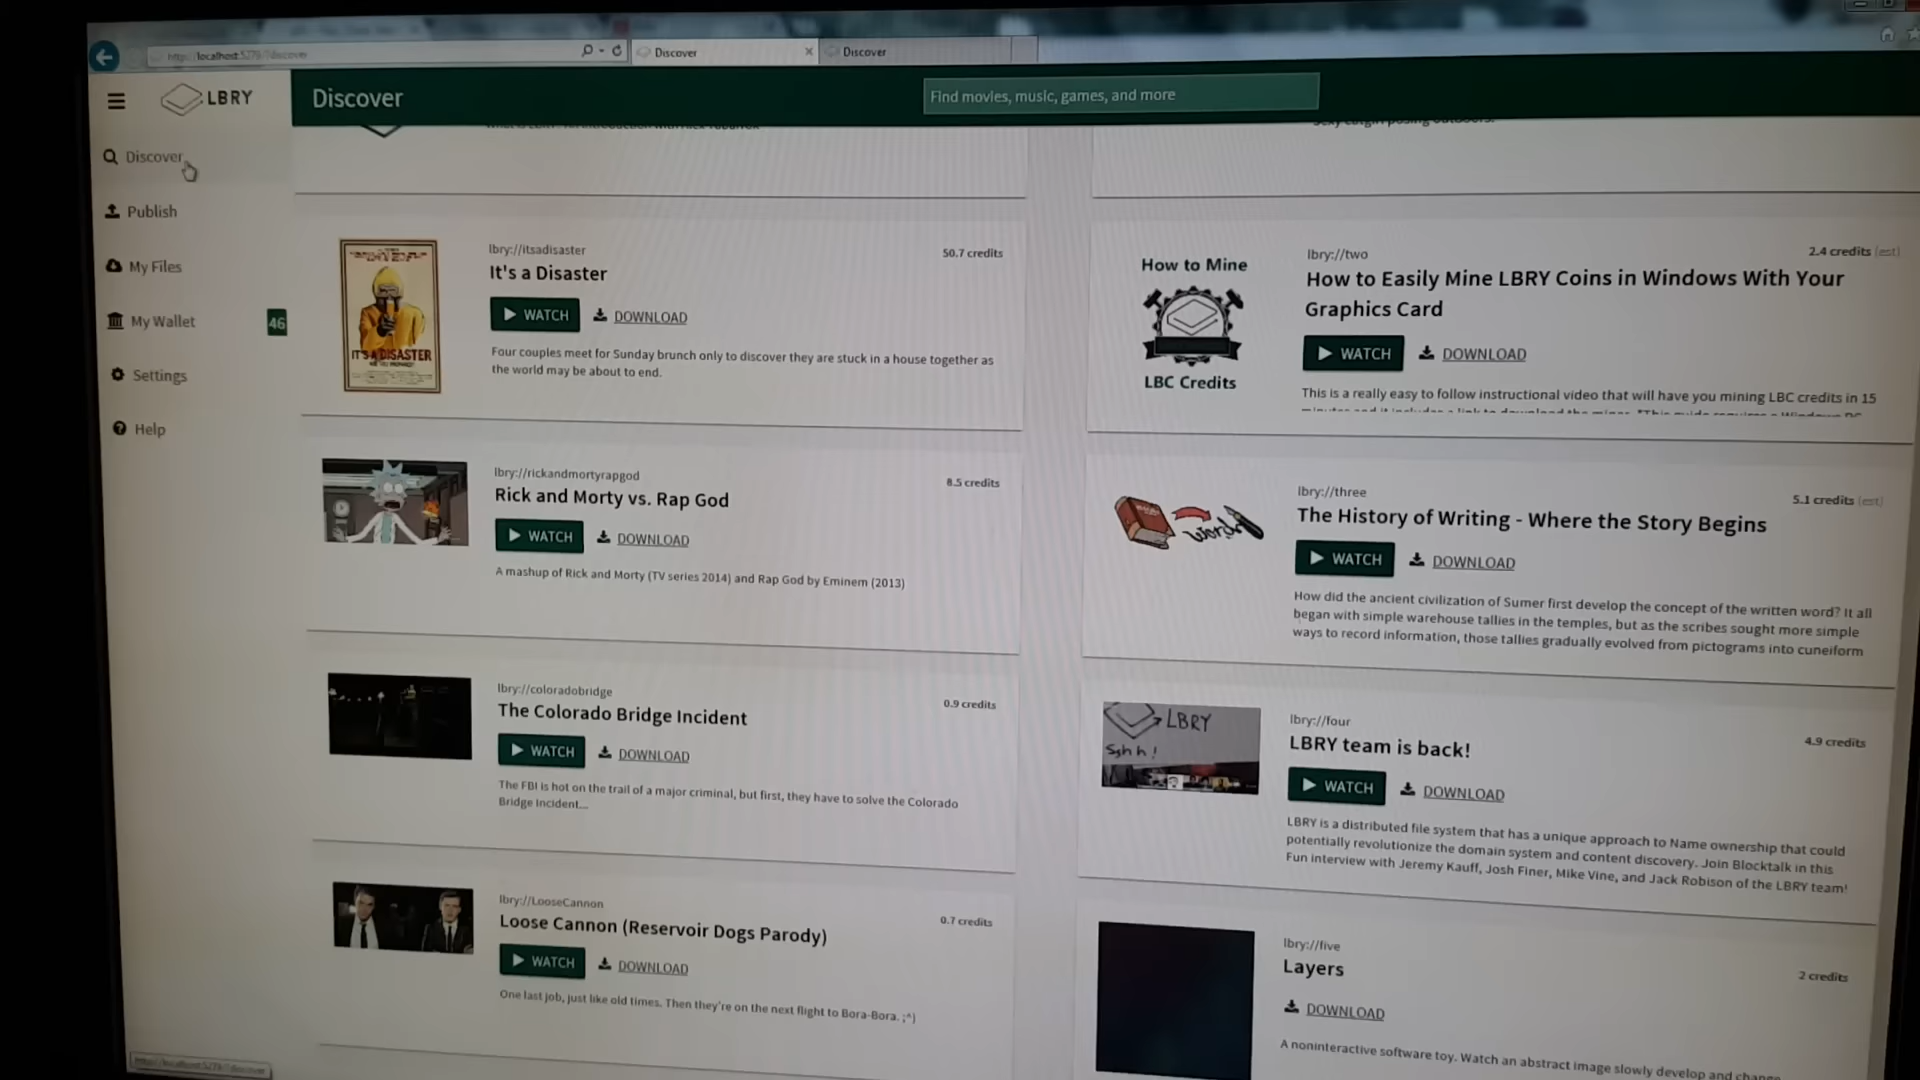 http://localhost:5279/?discover
Discover
Discover
LBRY
Discover
Find movies, music, games, and more
Discover
Publish
My Files
My Wallet
46
Settings
Help
lbry://itsadisaster
50.7 credits
It's a Disaster
WATCH
DOWNLOAD
Four couples meet for Sunday brunch only to discover they are stuck in a house together as
the world may be about to end.
IT'S A DISASTER
lbry://rickandmortyrapgod
8.5 credits
Rick and Morty vs. Rap God
WATCH
DOWNLOAD
A mashup of Rick and Morty (TV series 2014) and Rap God by Eminem (2013)
lbry://coloradobridge
0.9 credits
The Colorado Bridge Incident
WATCH
DOWNLOAD
The FBI is hot on the trail of a major criminal, but first, they have to solve the Colorado
Bridge Incident...
lbry://LooseCannon
0.7 credits
Loose Cannon (Reservoir Dogs Parody)
WATCH
DOWNLOAD
One last job, just like old times. Then they're on the next flight to Bora-Bora. ;^)
How to Mine
LBC Credits
lbry://two
2.4 credits (est)
How to Easily Mine LBRY Coins in Windows With Your
Graphics Card
WATCH
DOWNLOAD
This is a really easy to follow instructional video that will have you mining LBC credits in 15
words
lbry://three
5.1 credits (est)
The History of Writing - Where the Story Begins
WATCH
DOWNLOAD
How did the ancient civilization of Sumer first develop the concept of the written word? It all
began with simple warehouse tallies in the temples, but as the scribes sought more simple
ways to record information, those tallies gradually evolved from pictograms into cuneiform
LBRY
Sshh!
lbry://four
4.9 credits
LBRY team is back!
WATCH
DOWNLOAD
LBRY is a distributed file system that has a unique approach to Name ownership that could
potentially revolutionize the domain system and content discovery. Join Blocktalk in this
Fun interview with Jeremy Kauff, Josh Finer, Mike Vine, and Jack Robison of the LBRY team!
lbry://five
2 credits
Layers
DOWNLOAD
A noninteractive software toy. Watch an abstract image slowly develop and change
http://localhost:5279/?discover